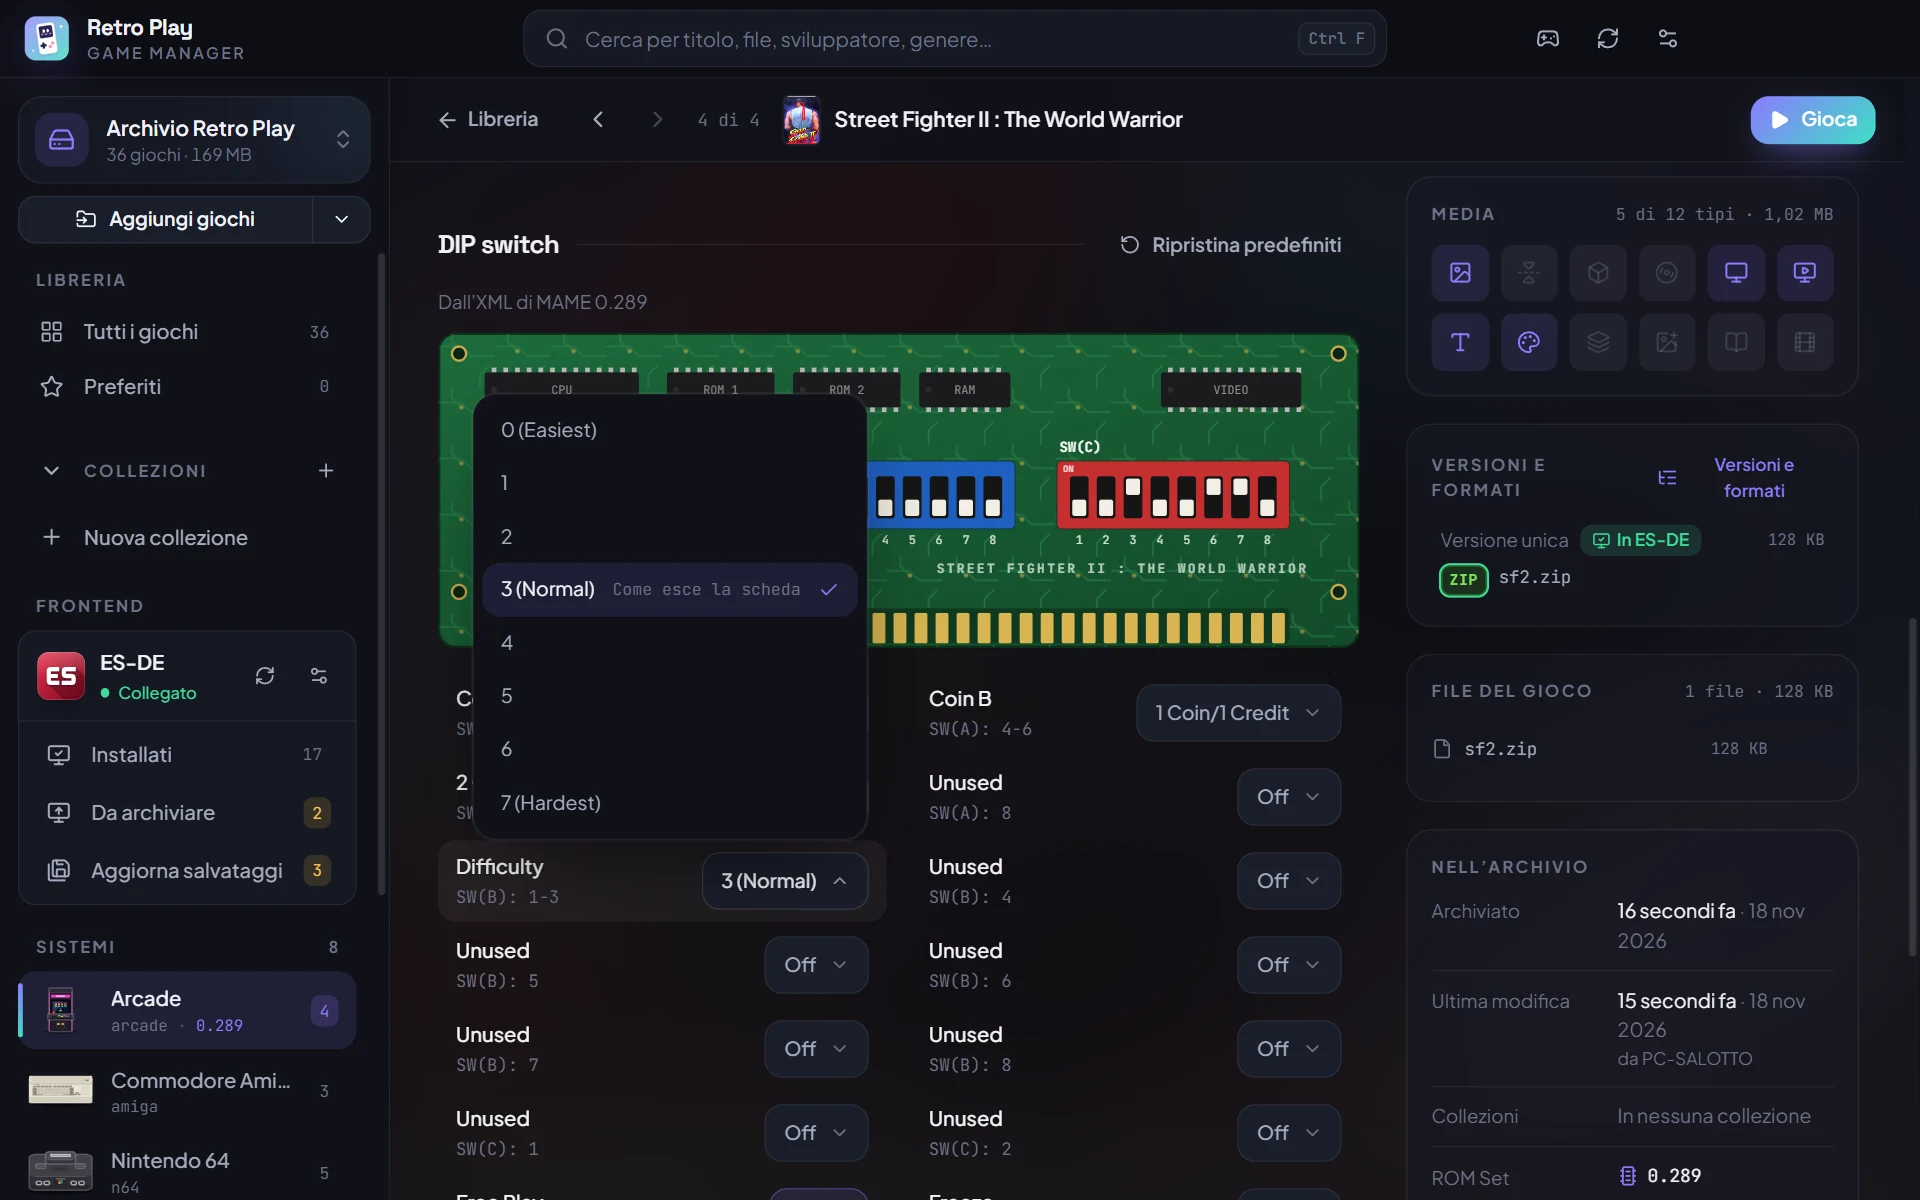 Retro Play
GAME MANAGER
Cerca per titolo, file, sviluppatore, genere…
Ctrl F
Archivio Retro Play
36 giochi · 169 MB
Aggiungi giochi
LIBRERIA
Tutti i giochi 36
Preferiti 0
COLLEZIONI
Nuova collezione
FRONTEND
ES
ES-DE
Collegato
Installati 17
Da archiviare 2
Aggiorna salvataggi 3
SISTEMI 8
Arcade
arcade · 0.289
4
Commodore Ami…
amiga
3
Nintendo 64
n64
5
Libreria
4 di 4
Street Fighter II : The World Warrior
Gioca
DIP switch
Ripristina predefiniti
Dall'XML di MAME 0.289
CPU ROM 1 ROM 2 RAM VIDEO
SW(C)
ON
4 5 6 7 8
1 2 3 4 5 6 7 8
STREET FIGHTER II : THE WORLD WARRIOR
0 (Easiest)
1
2
3 (Normal) Come esce la scheda
4
5
6
7 (Hardest)
Coin B
SW(A): 4-6
1 Coin/1 Credit
2
Unused
SW(A): 8
Off
Difficulty
SW(B): 1-3
3 (Normal)
Unused
SW(B): 4
Off
Unused
SW(B): 5
Off
Unused
SW(B): 6
Off
Unused
SW(B): 7
Off
Unused
SW(B): 8
Off
Unused
SW(C): 1
Off
Unused
SW(C): 2
Off
MEDIA
5 di 12 tipi · 1,02 MB
VERSIONI E
FORMATI
Versioni e
formati
Versione unica
In ES-DE
128 KB
ZIP
sf2.zip
FILE DEL GIOCO
1 file · 128 KB
sf2.zip
128 KB
NELL'ARCHIVIO
Archiviato
16 secondi fa · 18 nov
2026
Ultima modifica
15 secondi fa · 18 nov
2026
da PC-SALOTTO
Collezioni
In nessuna collezione
ROM Set
0.289